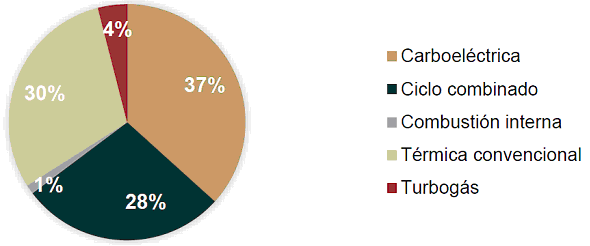 4%
37%
30%
1%
28%
Carboeléctrica
Ciclo combinado
Combustión interna
Térmica convencional
Turbogás